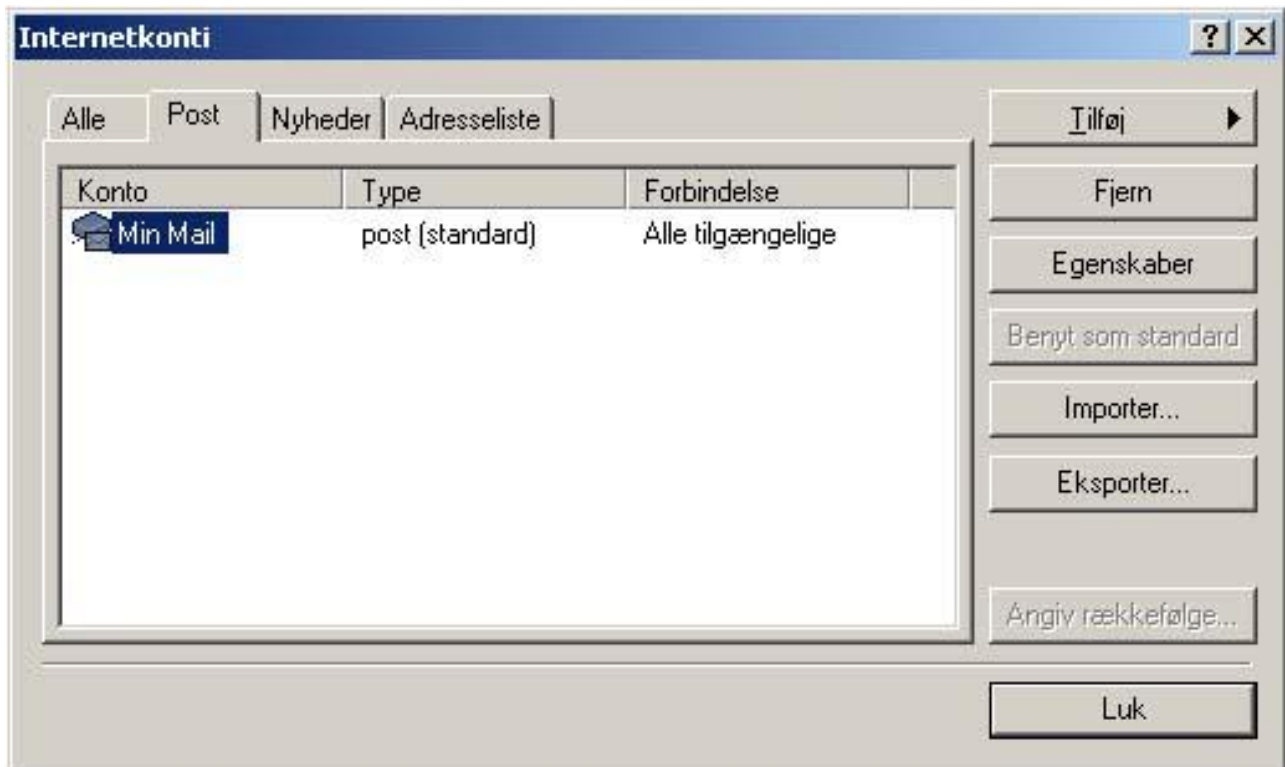 Internetkonti
Alle Post Nyheder Adresseliste
Konto Type Forbindelse
Min Mail post (standard) Alle tilgængelige
Tilføj
Fjern
Egenskaber
Benyt som standard
Importer...
Eksporter...
Angiv rækkefølge...
Luk